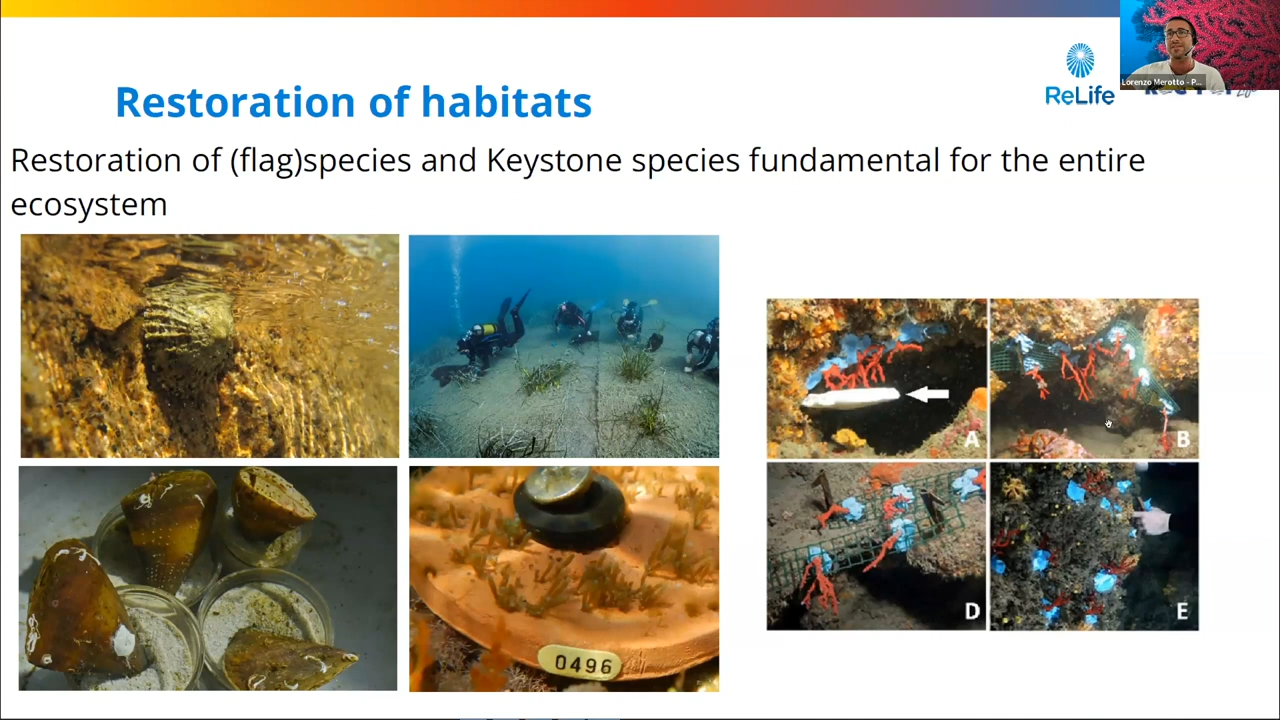 Lorenzo Merotto - P...
ReLife
Restoration of habitats
Restoration of (flag)species and Keystone species fundamental for the entire
ecosystem
A
B
D
E
0496